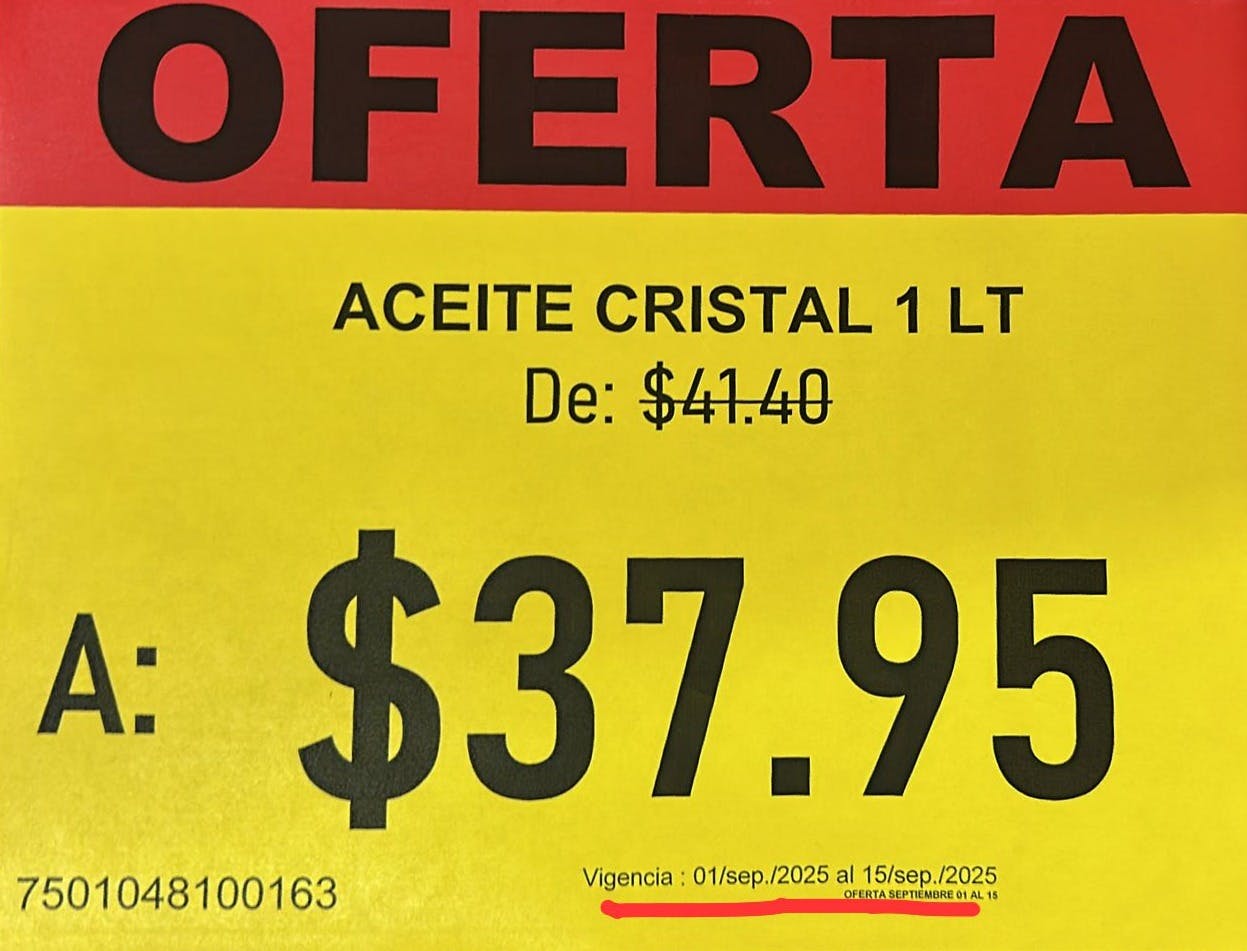 OFERTA
ACEITE CRISTAL 1 LT
De: $41.40
A: $37.95
7501048100163
Vigencia : 01/sep./2025 al 15/sep./2025
OFERTA SEPTIEMBRE 01 AL 15